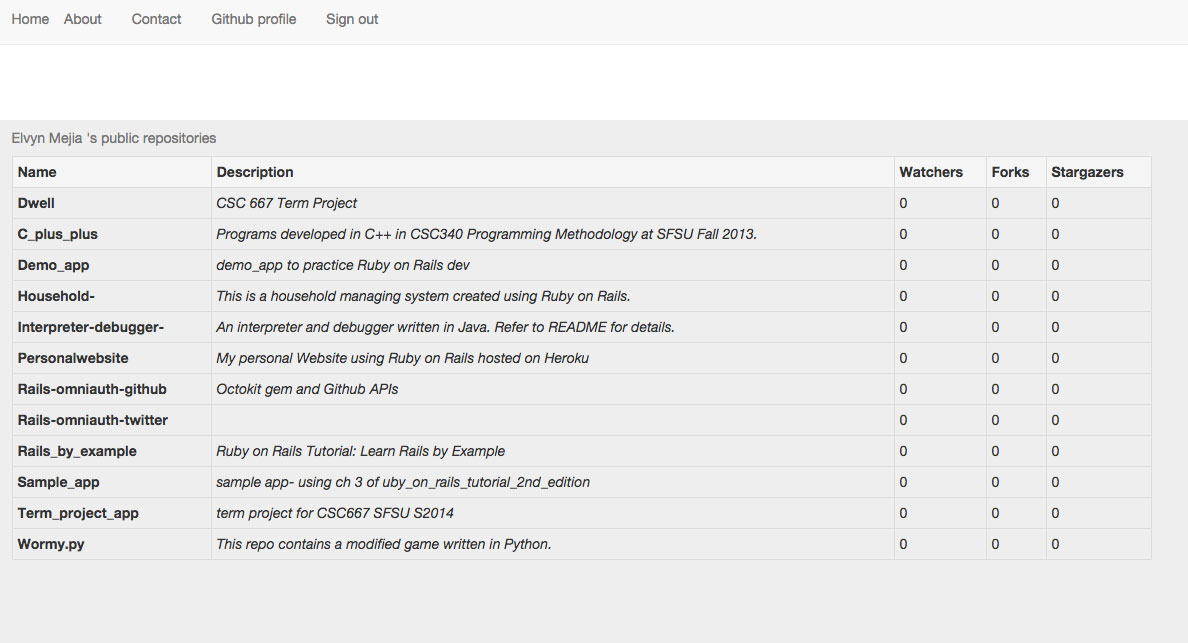 Home About Contact Github profile Sign out
Elvyn Mejia 's public repositories
Name Description Watchers Forks Stargazers
Dwell CSC 667 Term Project 0 0 0
C_plus_plus Programs developed in C++ in CSC340 Programming Methodology at SFSU Fall 2013. 0 0 0
Demo_app demo_app to practice Ruby on Rails dev 0 0 0
Household- This is a household managing system created using Ruby on Rails. 0 0 0
Interpreter-debugger- An interpreter and debugger written in Java. Refer to README for details. 0 0 0
Personalwebsite My personal Website using Ruby on Rails hosted on Heroku 0 0 0
Rails-omniauth-github Octokit gem and Github APIs 0 0 0
Rails-omniauth-twitter 0 0 0
Rails_by_example Ruby on Rails Tutorial: Learn Rails by Example 0 0 0
Sample_app sample app- using ch 3 of uby_on_rails_tutorial_2nd_edition 0 0 0
Term_project_app term project for CSC667 SFSU S2014 0 0 0
Wormy.py This repo contains a modified game written in Python. 0 0 0